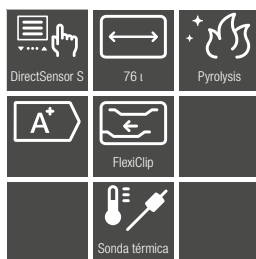 DirectSensor S
76 l
Pyrolysis
A+
FlexiClip
Sonda térmica